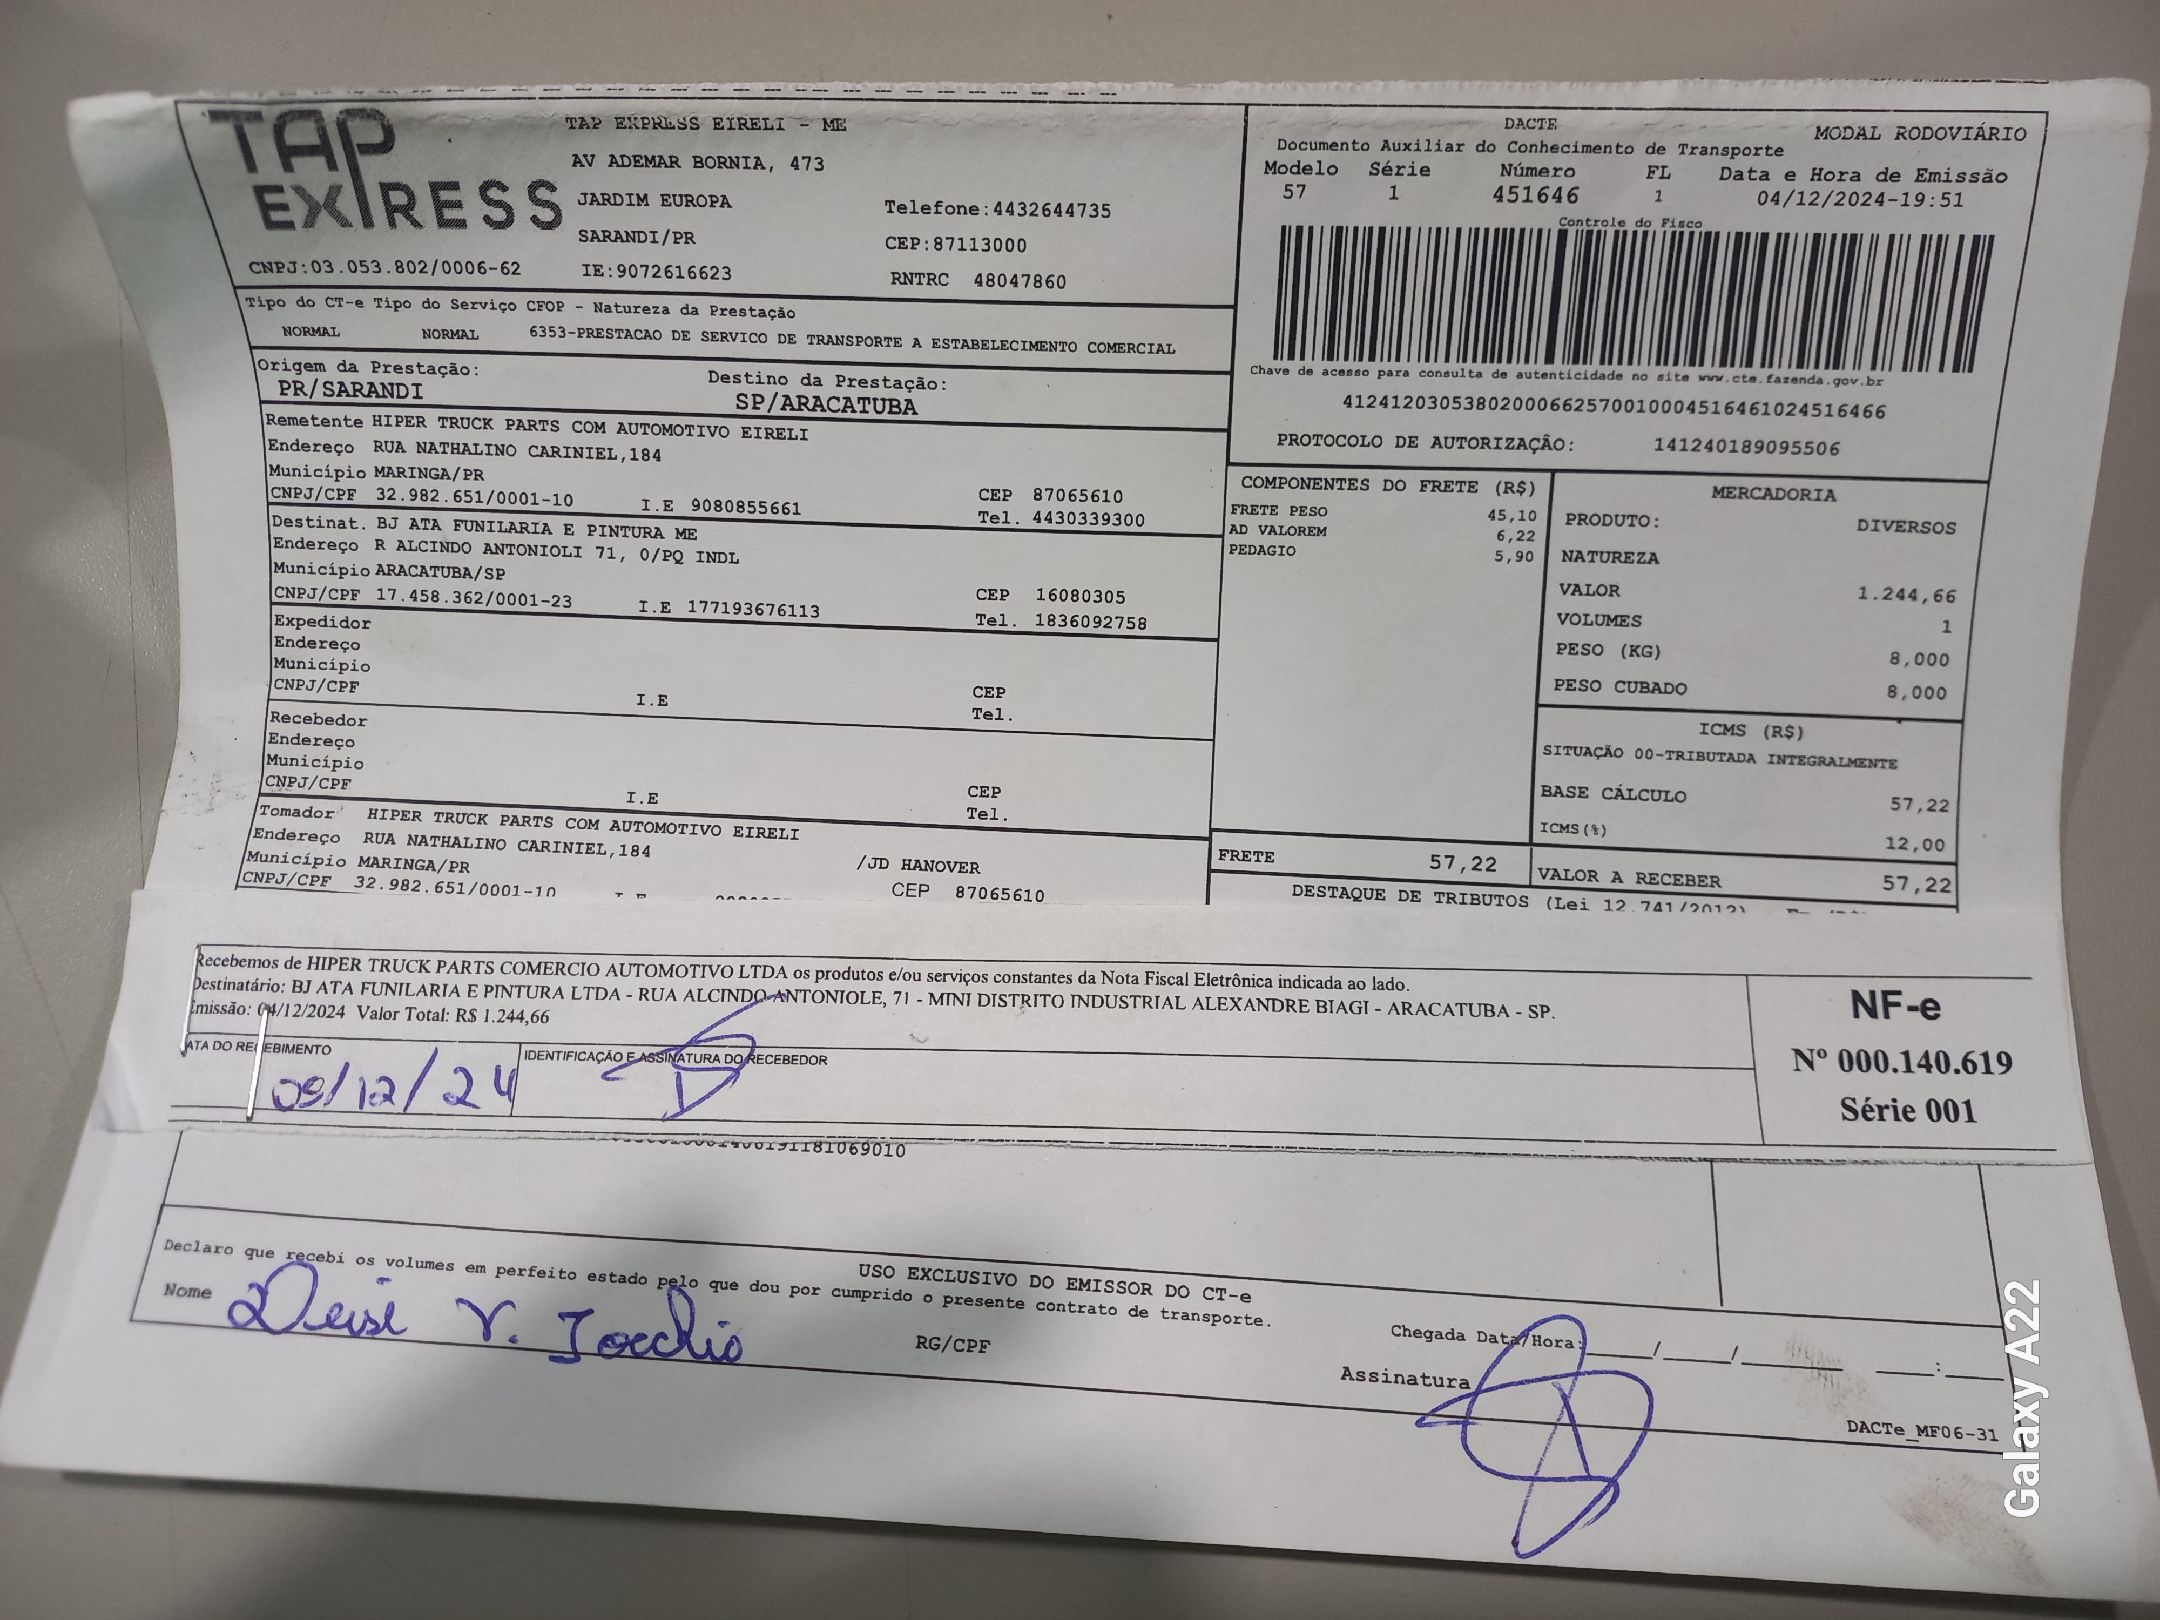 TAP EXPRESS
TAP EXPRESS EIRELI - ME
AV ADEMAR BORNIA, 473
JARDIM EUROPA
Telefone:4432644735
SARANDI/PR
CEP:87113000
CNPJ:03.053.802/0006-62
IE:9072616623
RNTRC 48047860
DACTE
MODAL RODOVIÁRIO
Documento Auxiliar do Conhecimento de Transporte
Modelo Série Número FL Data e Hora de Emissão
57 1 451646 1 04/12/2024-19:51
Controle do Fisco
Chave de acesso para consulta de autenticidade no site www.cte.fazenda.gov.br
41241203053802000662570010004516461024516466
PROTOCOLO DE AUTORIZAÇÃO: 141240189095506
Tipo do CT-e Tipo do Serviço CFOP - Natureza da Prestação
NORMAL NORMAL 6353-PRESTACAO DE SERVICO DE TRANSPORTE A ESTABELECIMENTO COMERCIAL
Origem da Prestação: Destino da Prestação:
PR/SARANDI SP/ARACATUBA
Remetente HIPER TRUCK PARTS COM AUTOMOTIVO EIRELI
Endereço RUA NATHALINO CARINIEL,184
Município MARINGA/PR CEP 87065610
CNPJ/CPF 32.982.651/0001-10 I.E 9080855661 Tel. 4430339300
Destinat. BJ ATA FUNILARIA E PINTURA ME
Endereço R ALCINDO ANTONIOLI 71, 0/PQ INDL
Município ARACATUBA/SP CEP 16080305
CNPJ/CPF 17.458.362/0001-23 I.E 177193676113 Tel. 1836092758
Expedidor
Endereço
Município CEP
CNPJ/CPF I.E Tel.
Recebedor
Endereço
Município CEP
CNPJ/CPF I.E Tel.
Tomador HIPER TRUCK PARTS COM AUTOMOTIVO EIRELI
Endereço RUA NATHALINO CARINIEL,184 /JD HANOVER
Município MARINGA/PR CEP 87065610
CNPJ/CPF 32.982.651/0001-10
COMPONENTES DO FRETE (R$)
FRETE PESO 45,10
AD VALOREM 6,22
PEDAGIO 5,90
MERCADORIA
PRODUTO: DIVERSOS
NATUREZA
VALOR 1.244,66
VOLUMES 1
PESO (KG) 8,000
PESO CUBADO 8,000
ICMS (R$)
SITUAÇÃO 00-TRIBUTADA INTEGRALMENTE
BASE CÁLCULO 57,22
ICMS(%) 12,00
FRETE 57,22 VALOR A RECEBER 57,22
DESTAQUE DE TRIBUTOS (Lei 12.741/2012)
Recebemos de HIPER TRUCK PARTS COMERCIO AUTOMOTIVO LTDA os produtos e/ou serviços constantes da Nota Fiscal Eletrônica indicada ao lado.
Destinatário: BJ ATA FUNILARIA E PINTURA LTDA - RUA ALCINDO ANTONIOLE, 71 - MINI DISTRITO INDUSTRIAL ALEXANDRE BIAGI - ARACATUBA - SP.
Emissão: 04/12/2024 Valor Total: R$ 1.244,66
DATA DO RECEBIMENTO IDENTIFICAÇÃO E ASSINATURA DO RECEBEDOR
/12/24
NF-e
Nº 000.140.619
Série 001
1181069010
USO EXCLUSIVO DO EMISSOR DO CT-e
Declaro que recebi os volumes em perfeito estado pelo que dou por cumprido o presente contrato de transporte.
Nome Deise V. Tocchio RG/CPF
Chegada Data/Hora: / / :
Assinatura
DACTe_MF06-31
Galaxy A22